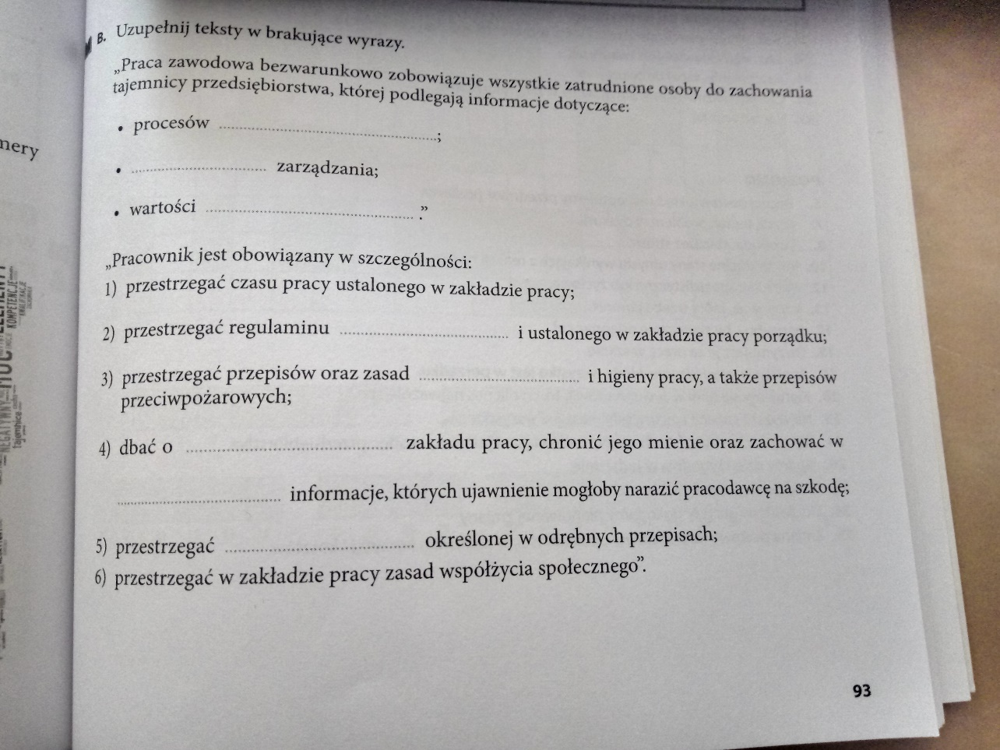 B. Uzupełnij teksty w brakujące wyrazy.
„Praca zawodowa bezwarunkowo zobowiązuje wszystkie zatrudnione osoby do zachowania
tajemnicy przedsiębiorstwa, której podlegają informacje dotyczące:
• procesów ........................................;
• ........................................ zarządzania;
• wartości .........................................”
„Pracownik jest obowiązany w szczególności:
1) przestrzegać czasu pracy ustalonego w zakładzie pracy;
2) przestrzegać regulaminu ........................................ i ustalonego w zakładzie pracy porządku;
3) przestrzegać przepisów oraz zasad ........................................ i higieny pracy, a także przepisów
przeciwpożarowych;
4) dbać o ........................................ zakładu pracy, chronić jego mienie oraz zachować w
........................................ informacje, których ujawnienie mogłoby narazić pracodawcę na szkodę;
5) przestrzegać ........................................ określonej w odrębnych przepisach;
6) przestrzegać w zakładzie pracy zasad współżycia społecznego”.
93
nery
KOMPETENCJE
NEGATYWNY
tajemnice